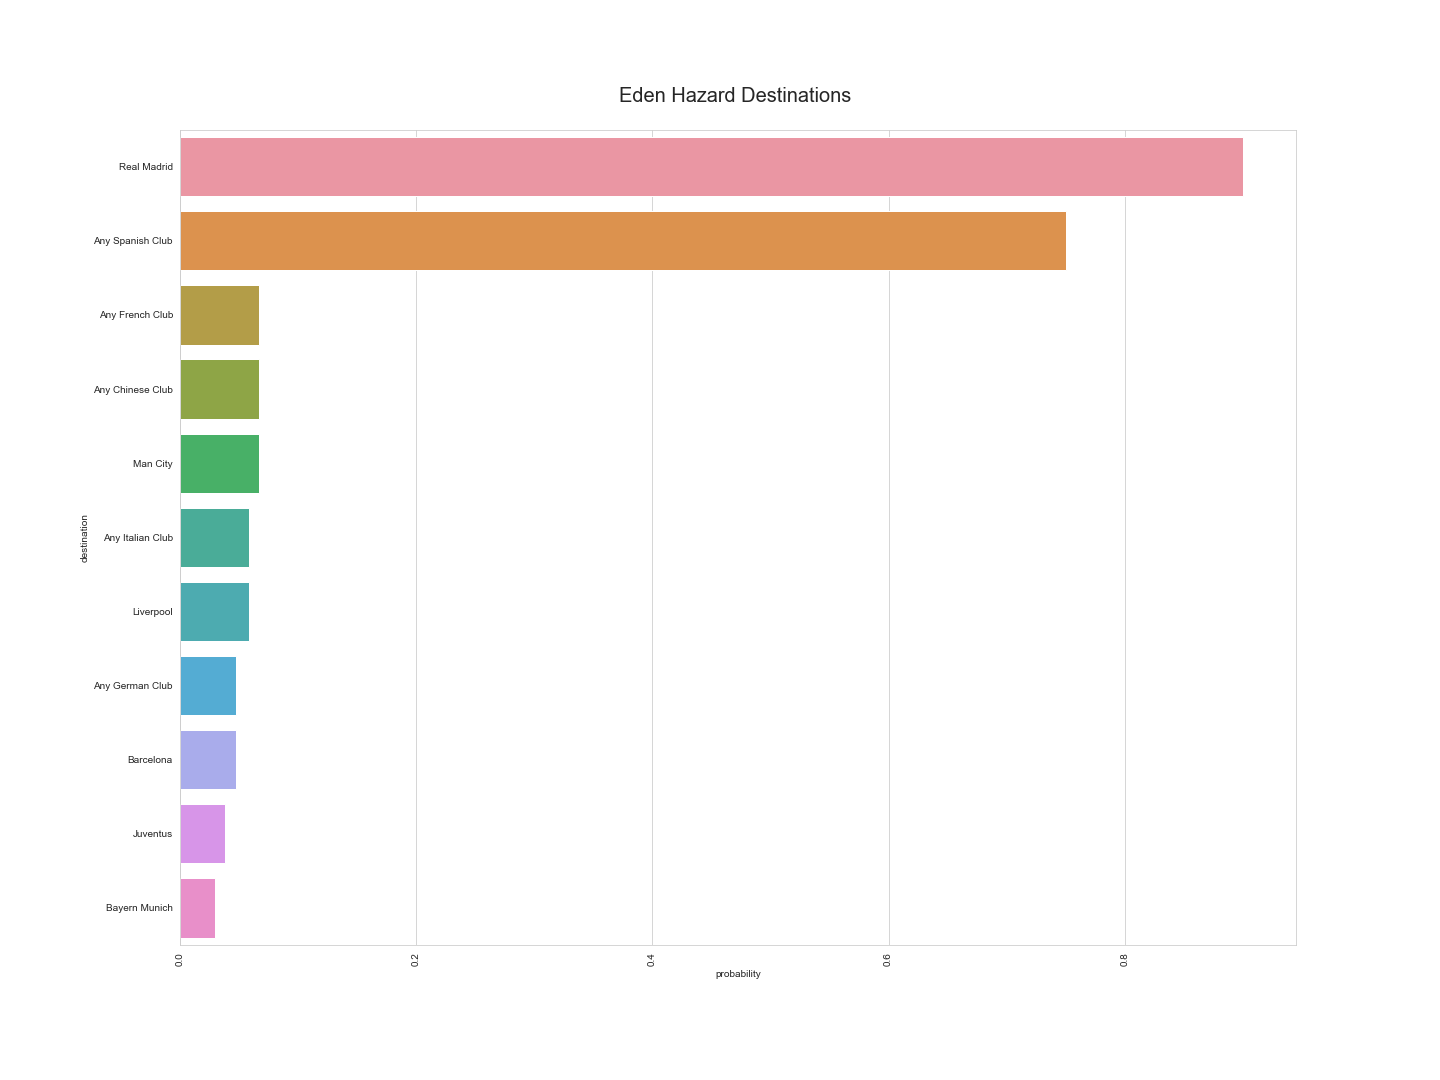 Eden Hazard Destinations
Real Madrid
Any Spanish Club
Any French Club
Any Chinese Club
Man City
Any Italian Club
Liverpool
Any German Club
Barcelona
Juventus
Bayern Munich
destination
0.0
0.2
0.4
0.6
0.8
probability